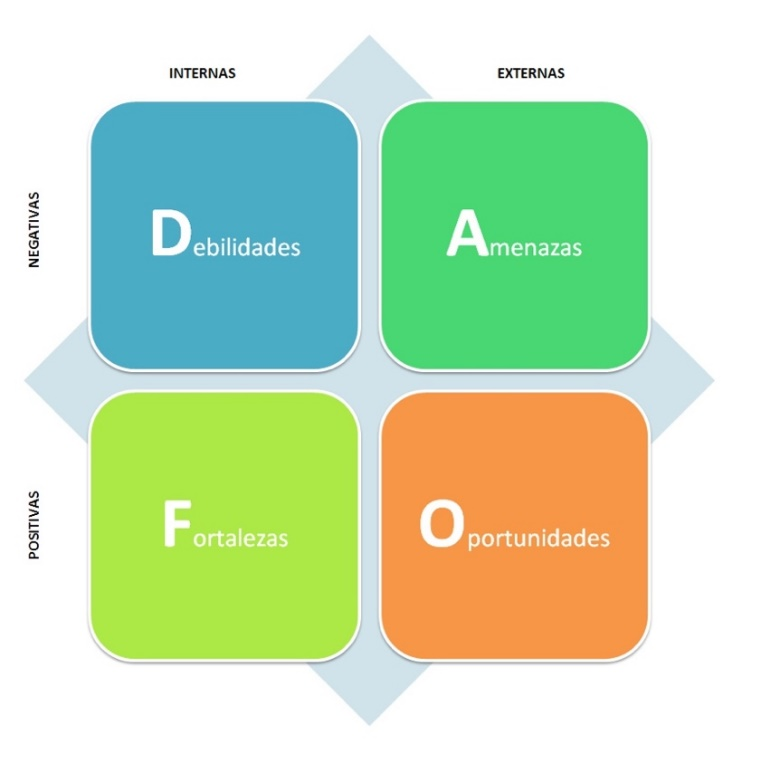 INTERNAS
EXTERNAS
NEGATIVAS
Debilidades
Amenazas
POSITIVAS
Fortalezas
Oportunidades